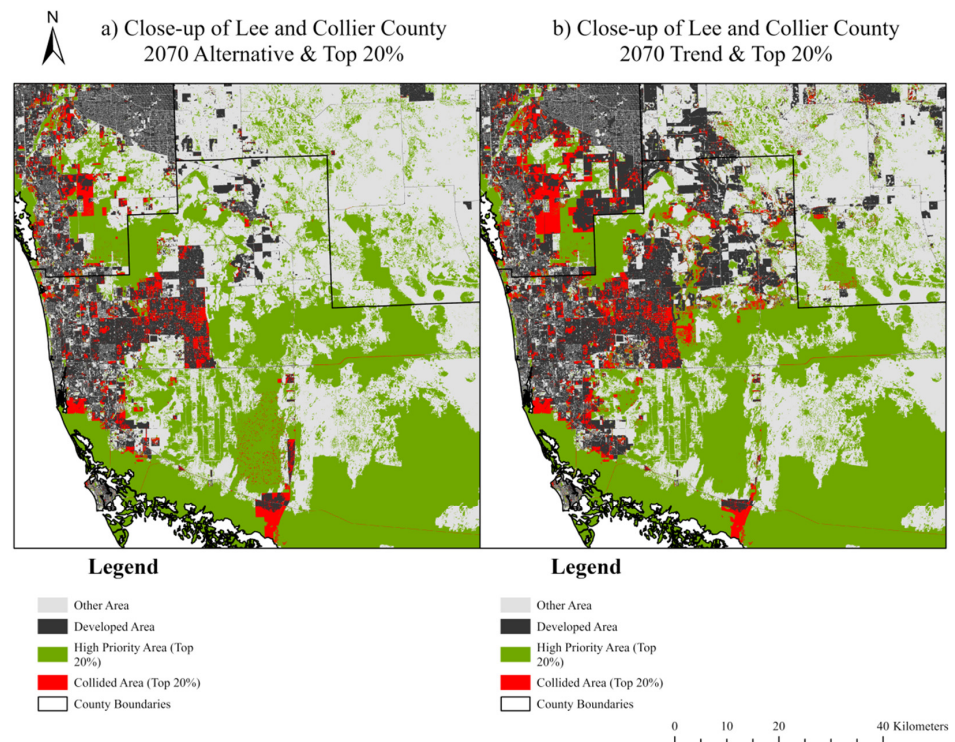 N
a) Close-up of Lee and Collier County
2070 Alternative & Top 20%
b) Close-up of Lee and Collier County
2070 Trend & Top 20%
Legend
Other Area
Developed Area
High Priority Area (Top
20%)
Collided Area (Top 20%)
County Boundaries
Legend
Other Area
Developed Area
High Priority Area (Top
20%)
Collided Area (Top 20%)
County Boundaries
0 10 20 40 Kilometers